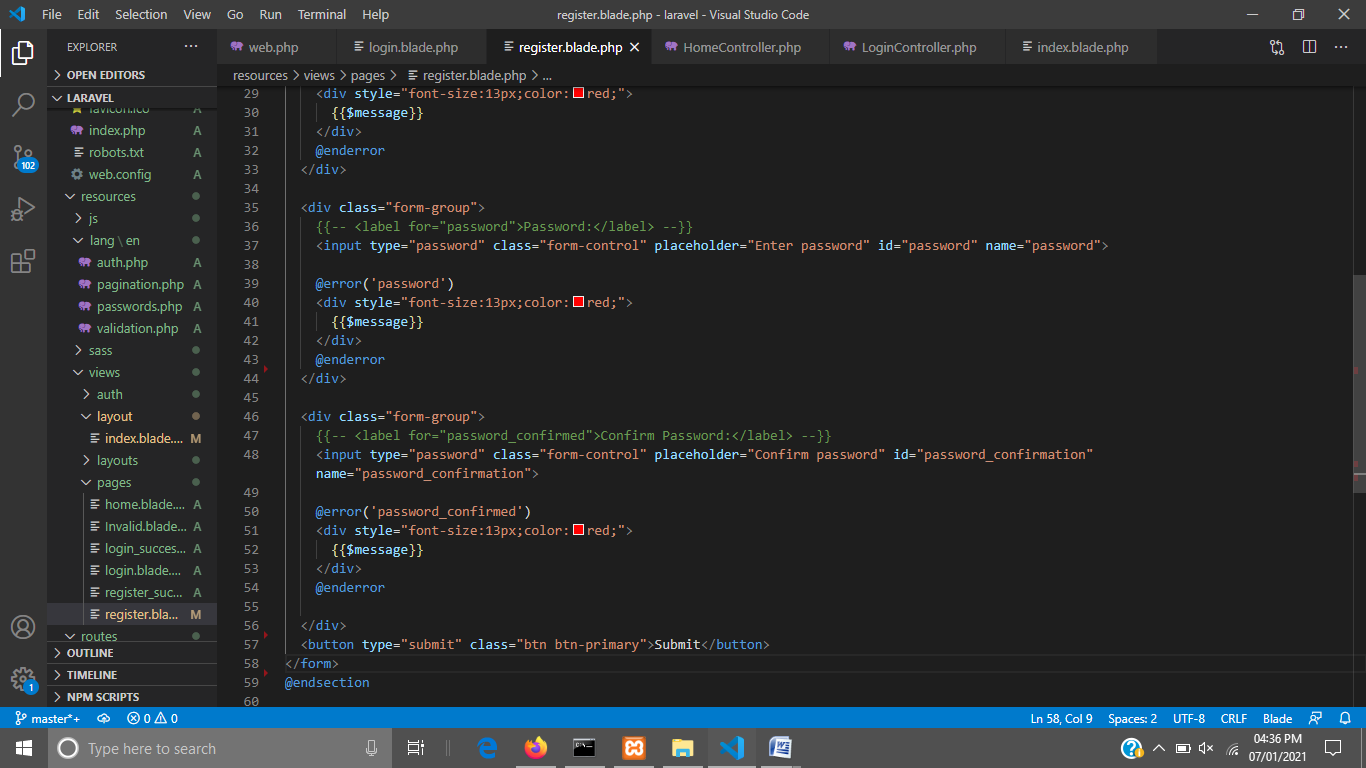 File Edit Selection View Go Run Terminal Help register.blade.php - laravel - Visual Studio Code
EXPLORER ···
web.php login.blade.php register.blade.php HomeController.php LoginController.php index.blade.php
OPEN EDITORS
resources > views > pages > register.blade.php > ...
LARAVEL
favicon.ico A
index.php A
robots.txt A
web.config A
resources
js
lang \ en
auth.php A
pagination.php A
passwords.php A
validation.php A
sass
views
auth
layout
index.blade.... M
layouts
pages
home.blade.... A
Invalid.blade... A
login_succes... A
login.blade.... A
register_suc... A
register.bla... M
routes
OUTLINE
TIMELINE
NPM SCRIPTS
102
1
29 <div style="font-size:13px;color:red;">
30 {{$message}}
31 </div>
32 @enderror
33 </div>
34
35 <div class="form-group">
36 {{-- <label for="password">Password:</label> --}}
37 <input type="password" class="form-control" placeholder="Enter password" id="password" name="password">
38
39 @error('password')
40 <div style="font-size:13px;color:red;">
41 {{$message}}
42 </div>
43 @enderror
44 </div>
45
46 <div class="form-group">
47 {{-- <label for="password_confirmed">Confirm Password:</label> --}}
48 <input type="password" class="form-control" placeholder="Confirm password" id="password_confirmation"
name="password_confirmation">
49
50 @error('password_confirmed')
51 <div style="font-size:13px;color:red;">
52 {{$message}}
53 </div>
54 @enderror
55
56 </div>
57 <button type="submit" class="btn btn-primary">Submit</button>
58 </form>
59 @endsection
60
master*+ 0 0 Ln 58, Col 9 Spaces: 2 UTF-8 CRLF Blade
Type here to search
04:36 PM
07/01/2021